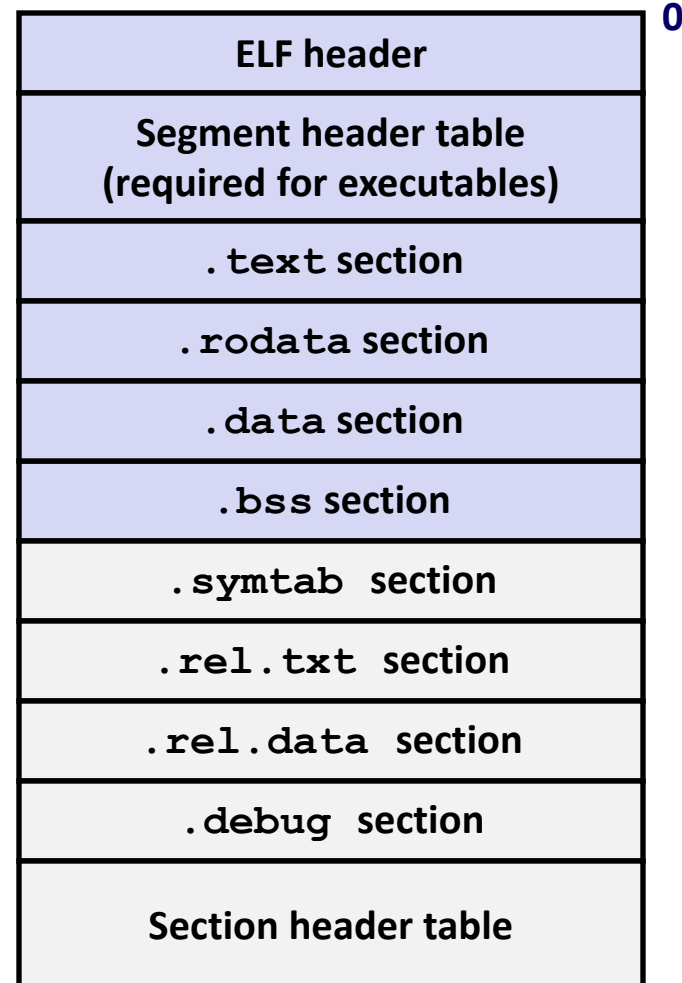 0
ELF header
Segment header table
(required for executables)
.text section
.rodata section
.data section
.bss section
.symtab section
.rel.txt section
.rel.data section
.debug section
Section header table